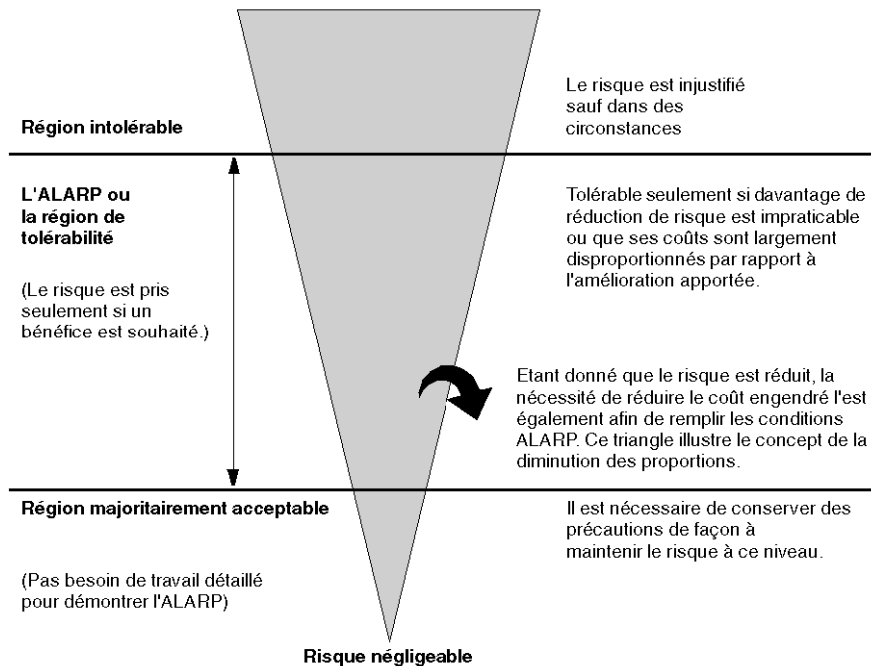 Le risque est injustifié
sauf dans des
circonstances
Région intolérable
L'ALARP ou
la région de
tolérabilité
(Le risque est pris
seulement si un
bénéfice est souhaité.)
Tolérable seulement si davantage de
réduction de risque est impraticable
ou que ses coûts sont largement
disproportionnés par rapport à
l'amélioration apportée.
Etant donné que le risque est réduit, la
nécessité de réduire le coût engendré l'est
également afin de remplir les conditions
ALARP. Ce triangle illustre le concept de la
diminution des proportions.
Région majoritairement acceptable
(Pas besoin de travail détaillé
pour démontrer l'ALARP)
Il est nécessaire de conserver des
précautions de façon à
maintenir le risque à ce niveau.
Risque négligeable